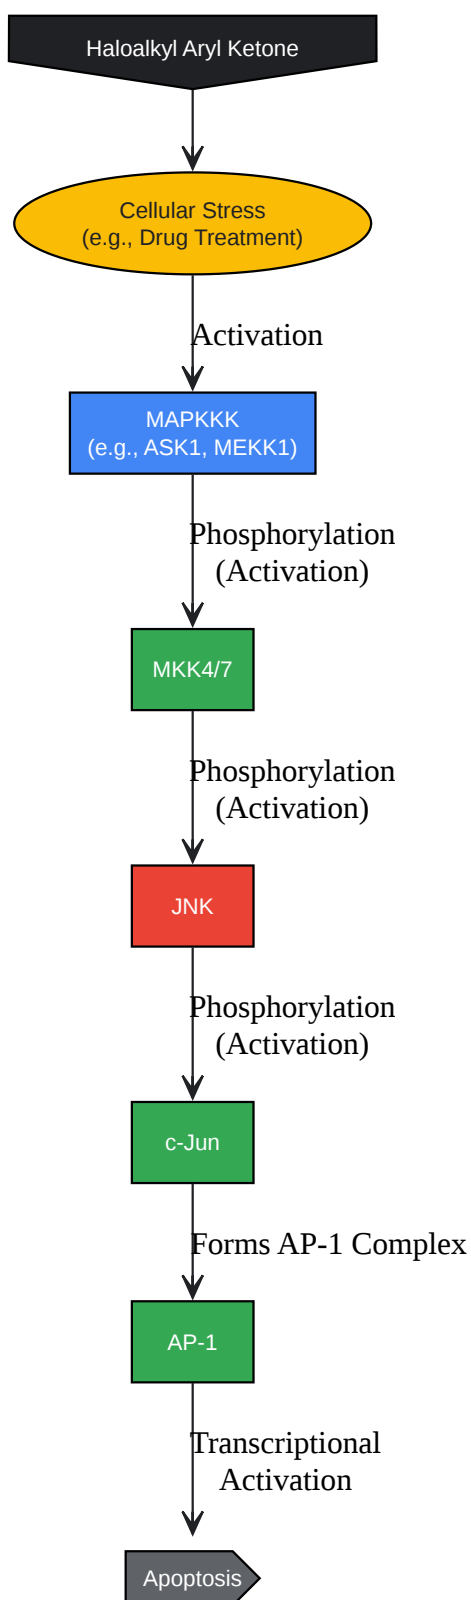 Haloalkyl Aryl Ketone
Cellular Stress
(e.g., Drug Treatment)
Activation
MAPKKK
(e.g., ASK1, MEKK1)
Phosphorylation
(Activation)
MKK4/7
Phosphorylation
(Activation)
JNK
Phosphorylation
(Activation)
c-Jun
Forms AP-1 Complex
AP-1
Transcriptional
Activation
Apoptosis